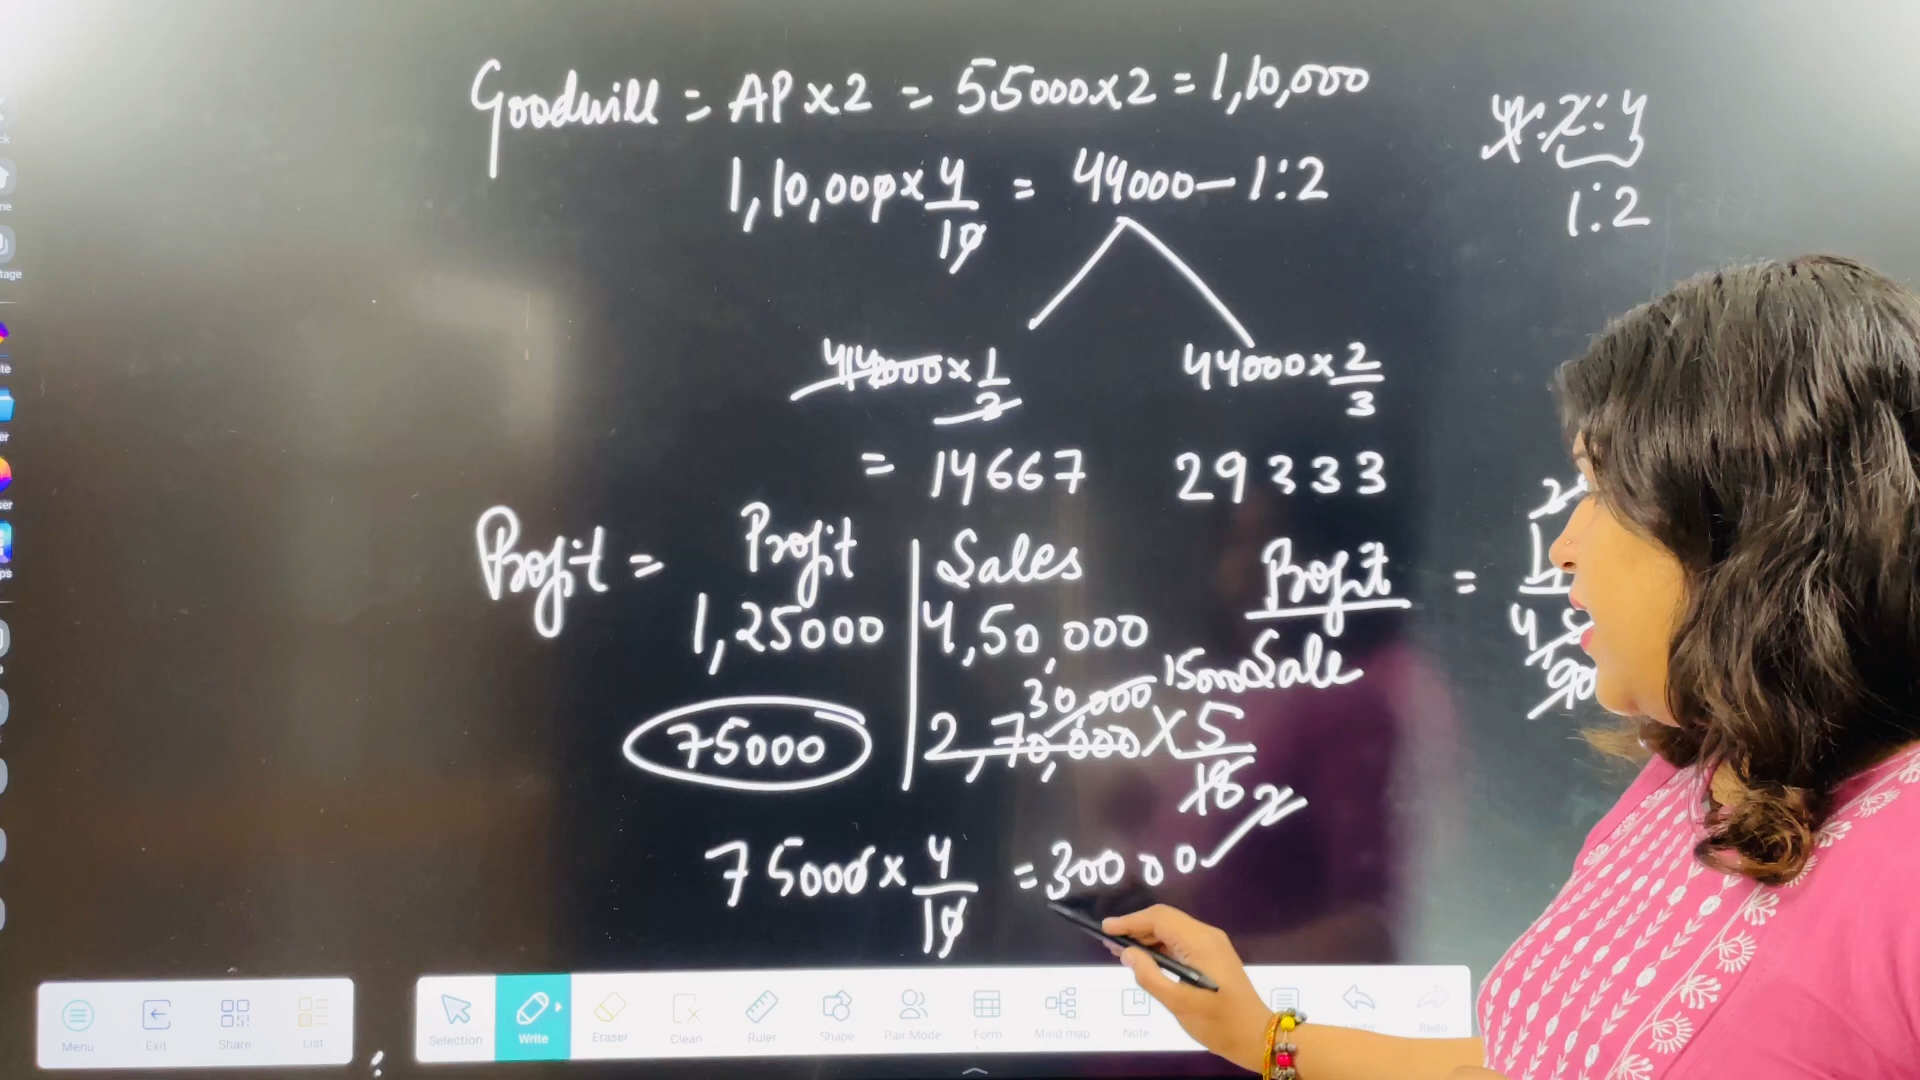 Goodwill = AP x 2 = 55000 x 2 = 1,10,000
4:2:4
1,10,000 x 4/10 = 44000 – 1:2
1:2
44000 x 1/3 44000 x 2/3
= 14667 29333
Profit = Profit | Sales Profit/Sale =
1,25000 | 4,50,000
30,000 15000
75000 | 2,70,000 x 5/18 2
75000 x 4/10 = 30000
Menu Exit Share List Selection Write Eraser Clean Ruler Shape Pair Mode Form Mind map Note Undo Redo